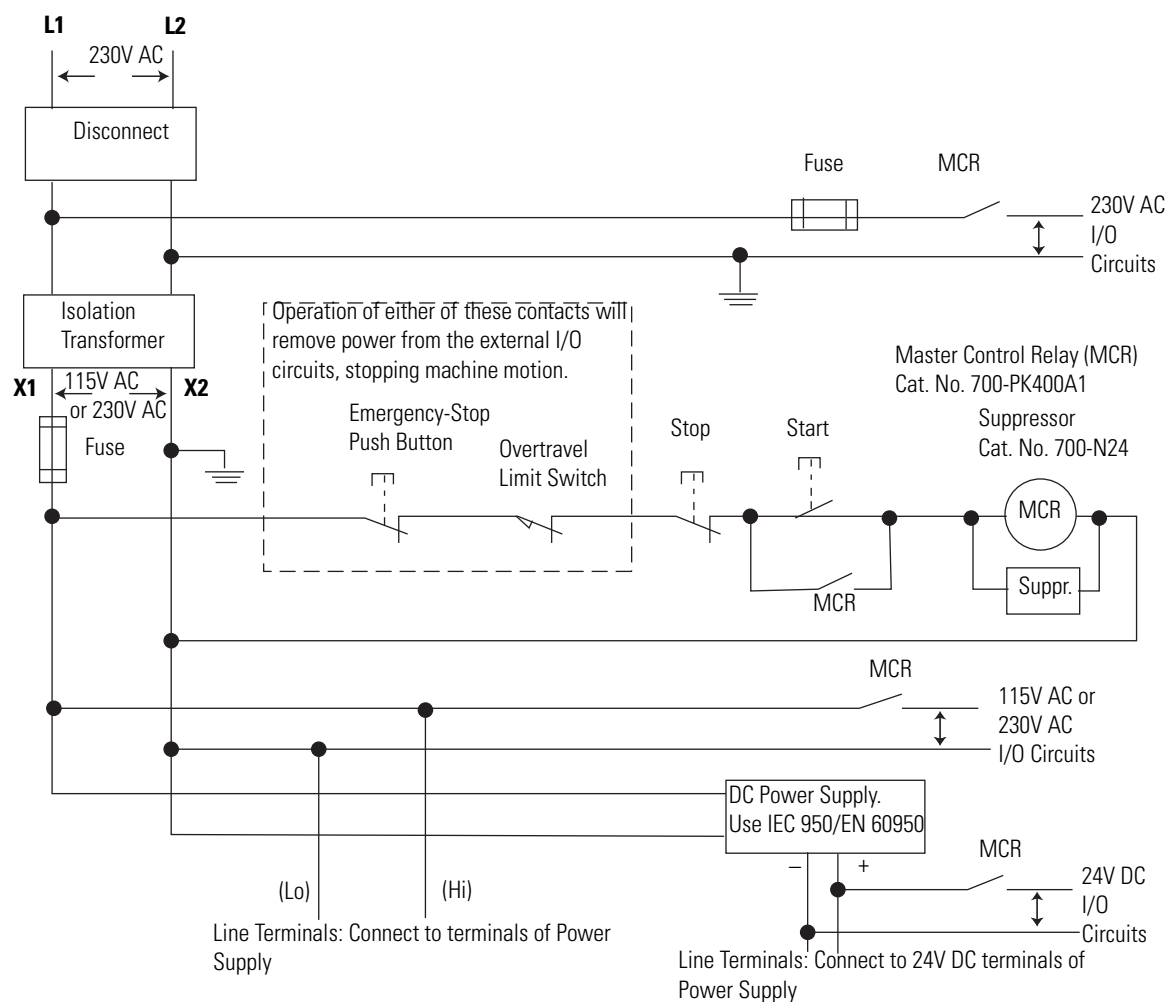 L1 L2
230V AC
Disconnect
Fuse MCR
230V AC
I/O
Circuits
Isolation
Transformer
Operation of either of these contacts will
remove power from the external I/O
circuits, stopping machine motion.
X1 115V AC X2
or 230V AC
Fuse
Master Control Relay (MCR)
Cat. No. 700-PK400A1
Suppressor
Cat. No. 700-N24
Emergency-Stop
Push Button
Overtravel
Limit Switch
Stop
Start
MCR
Suppr.
MCR
MCR
115V AC or
230V AC
I/O Circuits
DC Power Supply.
Use IEC 950/EN 60950
– +
MCR
24V DC
I/O
Circuits
(Lo) (Hi)
Line Terminals: Connect to terminals of Power
Supply
Line Terminals: Connect to 24V DC terminals of
Power Supply